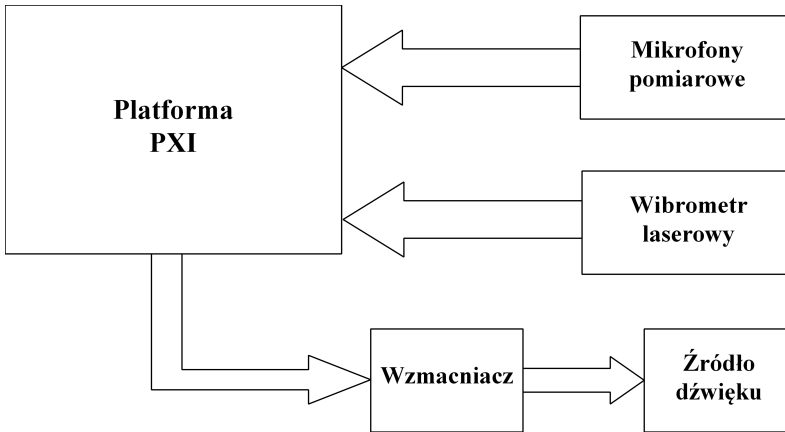 Platforma
PXI
Mikrofony
pomiarowe
Wibrometr
laserowy
Wzmacniacz
Źródło
dźwięku